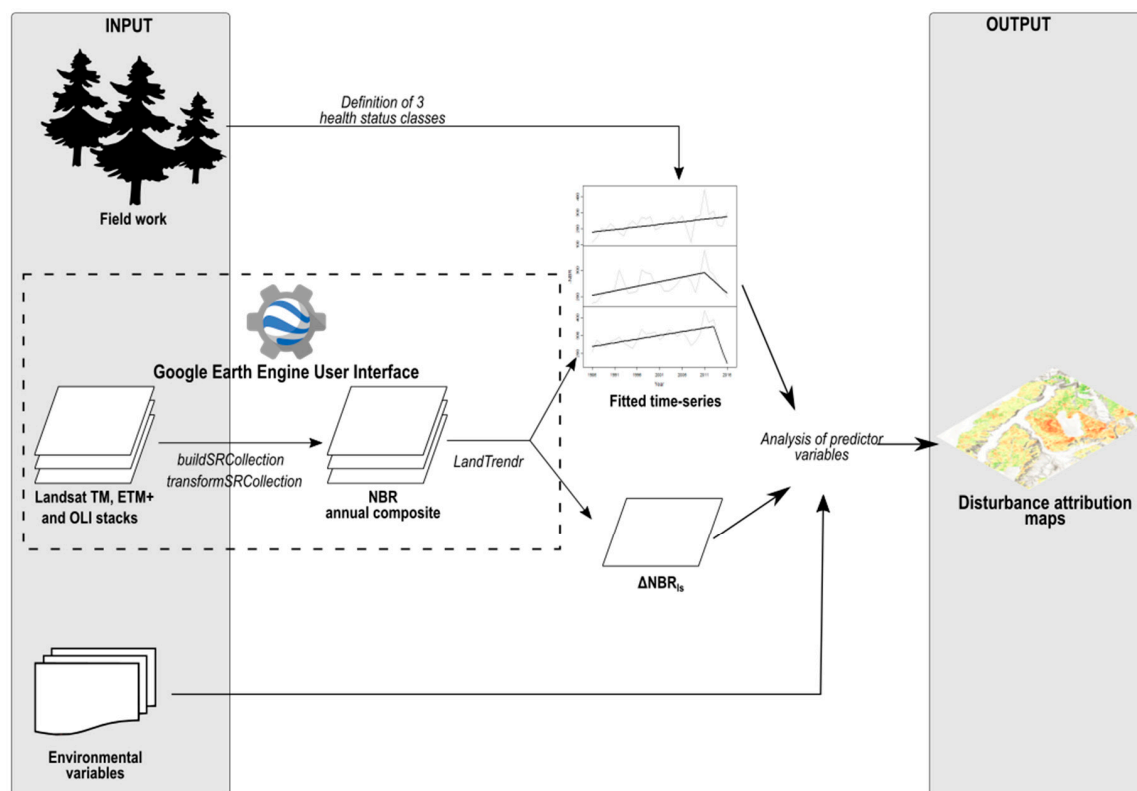 INPUT
OUTPUT
Definition of 3
health status classes
Field work
Google Earth Engine User Interface
Fitted time-series
buildSRCollection
transformSRCollection
LandTrendr
Analysis of predictor
variables
Landsat TM, ETM+
and OLI stacks
NBR
annual composite
Disturbance attribution
maps
ΔNBRls
Environmental
variables
Year